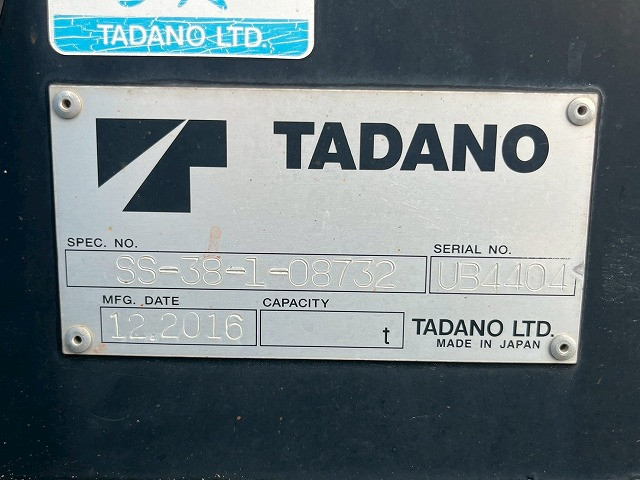 TADANO LTD.
TADANO
SPEC. NO. SERIAL NO.
SS-38-1-08732 UB4404
MFG. DATE CAPACITY
12.2016 t
TADANO LTD.
MADE IN JAPAN